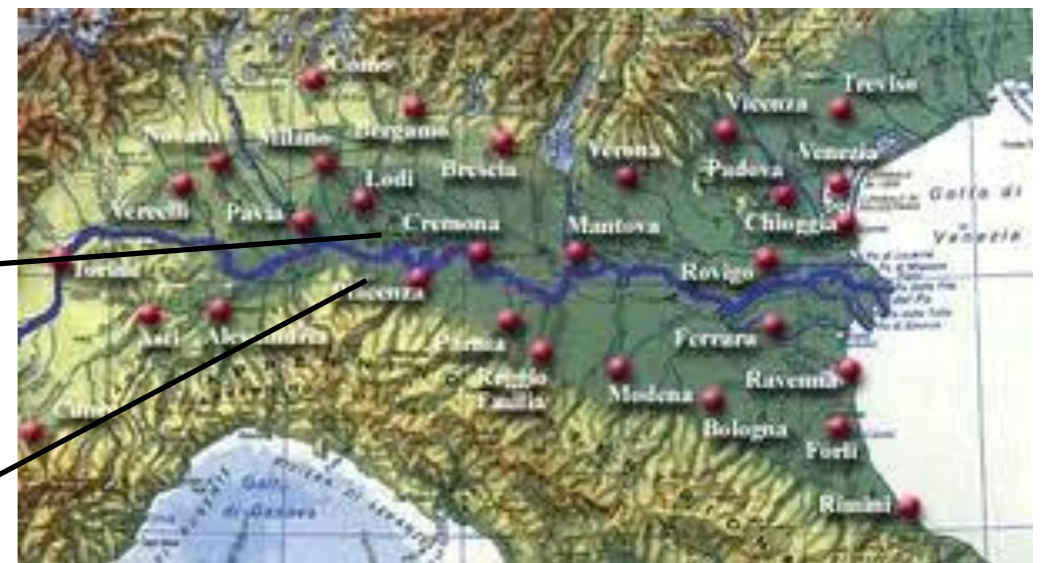 Como
Treviso
Vicenza
Novara
Milano
Bergamo
Brescia
Verona
Padova
Venezia
Lodi
Vercelli
Pavia
Cremona
Mantova
Chioggia
Golfo di
Venezia
Torino
Rovigo
Piacenza
Asti
Alessandria
Parma
Ferrara
Reggio
Emilia
Modena
Ravenna
Cuneo
Bologna
Forlì
Golfo
di Genova
Rimini